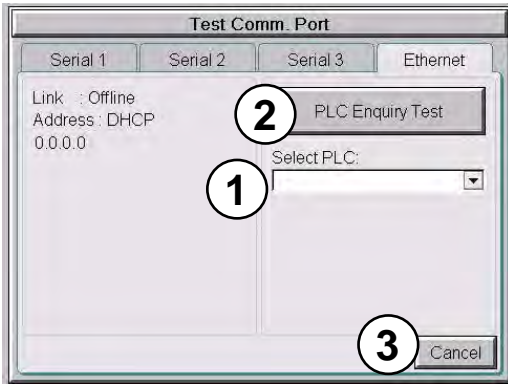 Test Comm. Port
Serial 1 Serial 2 Serial 3 Ethernet
Link : Offline
Address : DHCP
0.0.0.0
2 PLC Enquiry Test
Select PLC:
1
3 Cancel